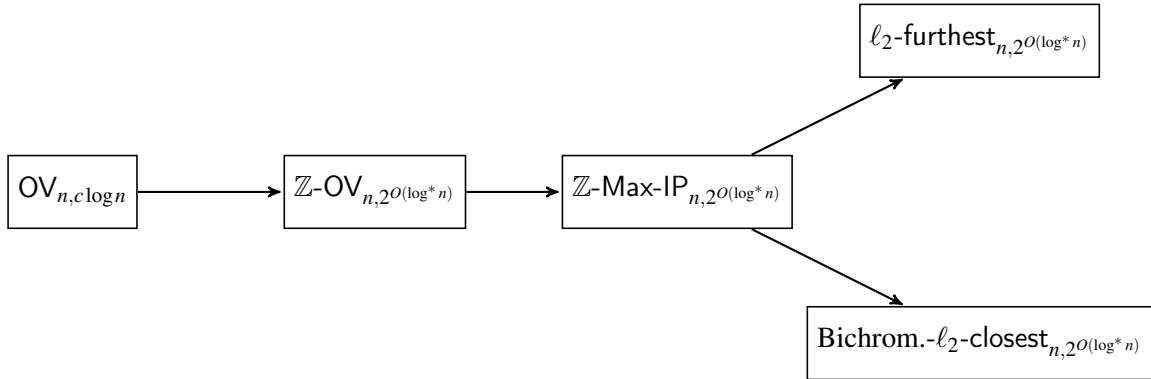 ℓ₂-furthest_{n,2^{O(log* n)}}
OV_{n,c log n}
ℤ-OV_{n,2^{O(log* n)}}
ℤ-Max-IP_{n,2^{O(log* n)}}
Bichrom.-ℓ₂-closest_{n,2^{O(log* n)}}